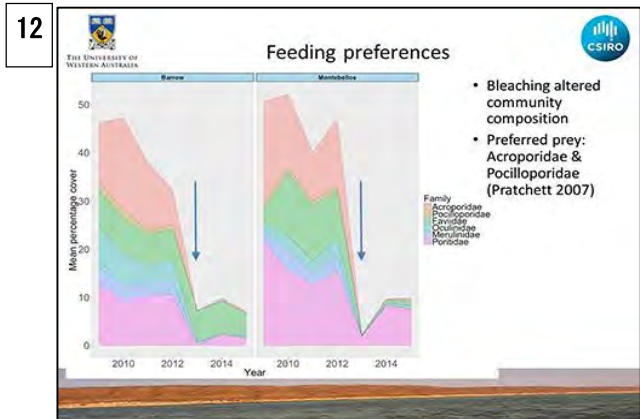 12
THE UNIVERSITY OF
WESTERN AUSTRALIA
Feeding preferences
CSIRO
Barrow
Montebellos
Mean percentage cover
50
40
30
20
10
0
2010
2012
2014
2010
2012
2014
Year
Family
Acroporidae
Pocilloporidae
Faviidae
Oculinidae
Merulinidae
Poritidae
• Bleaching altered
community
composition
• Preferred prey:
Acroporidae &
Pocilloporidae
(Pratchett 2007)